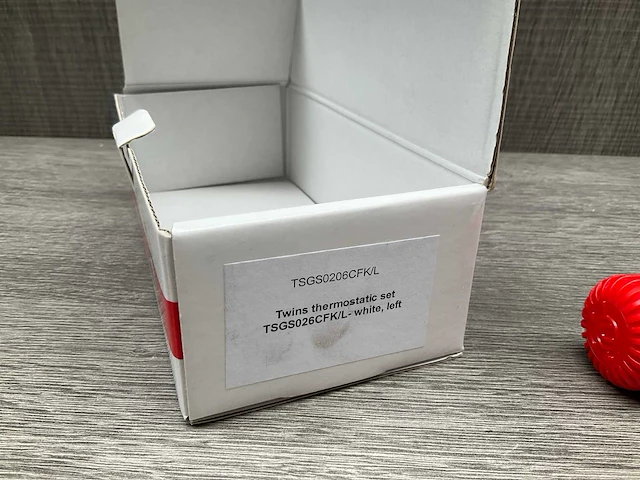 TSGS0206CFK/L
Twins thermostatic set
TSGS026CFK/L- white, left